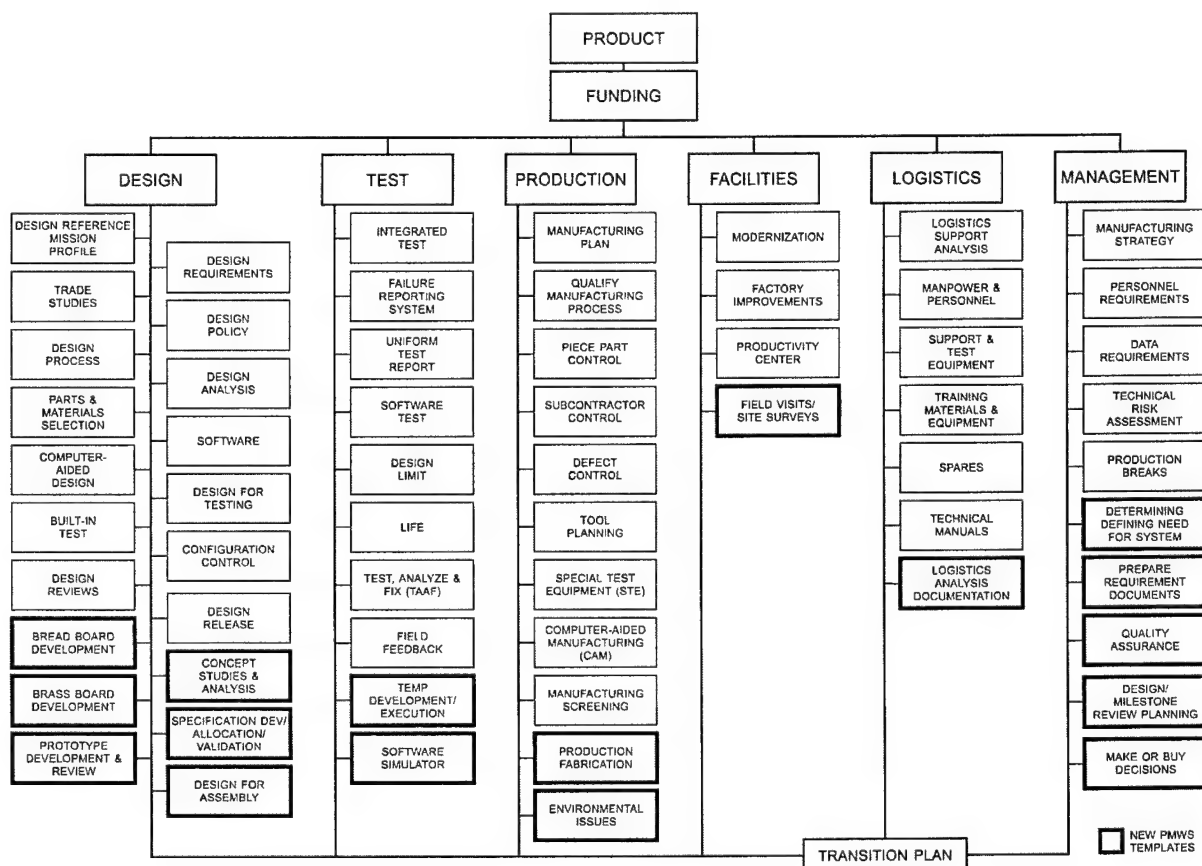 PRODUCT
FUNDING
DESIGN
TEST
PRODUCTION
FACILITIES
LOGISTICS
MANAGEMENT
DESIGN REFERENCE
MISSION
PROFILE
TRADE
STUDIES
DESIGN
PROCESS
PARTS &
MATERIALS
SELECTION
COMPUTER-
AIDED
DESIGN
BUILT-IN
TEST
DESIGN
REVIEWS
BREAD BOARD
DEVELOPMENT
BRASS BOARD
DEVELOPMENT
PROTOTYPE
DEVELOPMENT &
REVIEW
DESIGN
REQUIREMENTS
DESIGN
POLICY
DESIGN
ANALYSIS
SOFTWARE
DESIGN FOR
TESTING
CONFIGURATION
CONTROL
DESIGN
RELEASE
CONCEPT
STUDIES &
ANALYSIS
SPECIFICATION DEV/
ALLOCATION/
VALIDATION
DESIGN FOR
ASSEMBLY
INTEGRATED
TEST
FAILURE
REPORTING
SYSTEM
UNIFORM
TEST
REPORT
SOFTWARE
TEST
DESIGN
LIMIT
LIFE
TEST, ANALYZE &
FIX (TAAF)
FIELD
FEEDBACK
TEMP
DEVELOPMENT/
EXECUTION
SOFTWARE
SIMULATOR
MANUFACTURING
PLAN
QUALIFY
MANUFACTURING
PROCESS
PIECE PART
CONTROL
SUBCONTRACTOR
CONTROL
DEFECT
CONTROL
TOOL
PLANNING
SPECIAL TEST
EQUIPMENT (STE)
COMPUTER-AIDED
MANUFACTURING
(CAM)
MANUFACTURING
SCREENING
PRODUCTION
FABRICATION
ENVIRONMENTAL
ISSUES
MODERNIZATION
FACTORY
IMPROVEMENTS
PRODUCTIVITY
CENTER
FIELD VISITS/
SITE SURVEYS
LOGISTICS
SUPPORT
ANALYSIS
MANPOWER &
PERSONNEL
SUPPORT
& TEST
EQUIPMENT
TRAINING
MATERIALS &
EQUIPMENT
SPARES
TECHNICAL
MANUALS
LOGISTICS
ANALYSIS
DOCUMENTATION
MANUFACTURING
STRATEGY
PERSONNEL
REQUIREMENTS
DATA
REQUIREMENTS
TECHNICAL
RISK
ASSESSMENT
PRODUCTION
BREAKS
DETERMINING
DEFINING NEED
FOR SYSTEM
PREPARE
REQUIREMENT
DOCUMENTS
QUALITY
ASSURANCE
DESIGN/
MILESTONE
REVIEW PLANNING
MAKE OR BUY
DECISIONS
TRANSITION PLAN
NEW PMWS
TEMPLATES